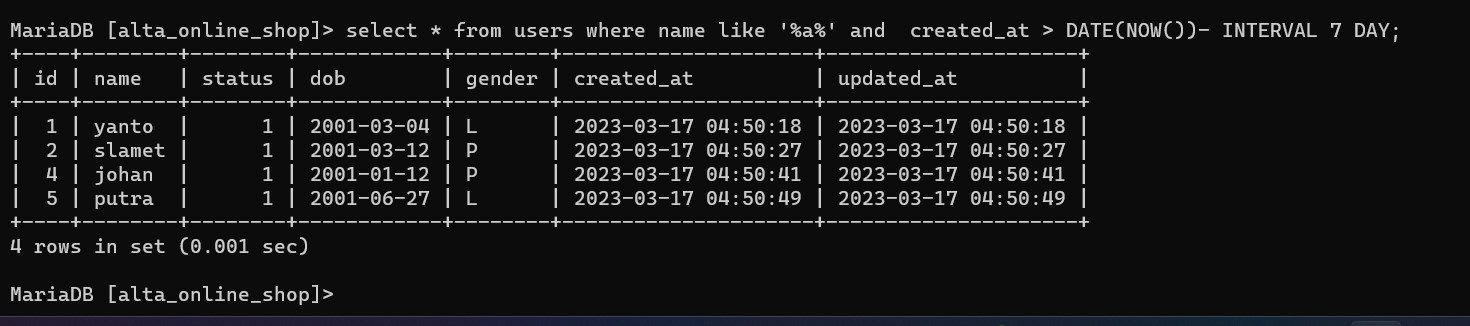 MariaDB [alta_online_shop]> select * from users where name like '%a%' and  created_at > DATE(NOW())- INTERVAL 7 DAY;
+----+--------+--------+------------+--------+---------------------+---------------------+
| id | name   | status | dob        | gender | created_at          | updated_at          |
+----+--------+--------+------------+--------+---------------------+---------------------+
|  1 | yanto  |      1 | 2001-03-04 | L      | 2023-03-17 04:50:18 | 2023-03-17 04:50:18 |
|  2 | slamet |      1 | 2001-03-12 | P      | 2023-03-17 04:50:27 | 2023-03-17 04:50:27 |
|  4 | johan  |      1 | 2001-01-12 | P      | 2023-03-17 04:50:41 | 2023-03-17 04:50:41 |
|  5 | putra  |      1 | 2001-06-27 | L      | 2023-03-17 04:50:49 | 2023-03-17 04:50:49 |
+----+--------+--------+------------+--------+---------------------+---------------------+
4 rows in set (0.001 sec)
MariaDB [alta_online_shop]>